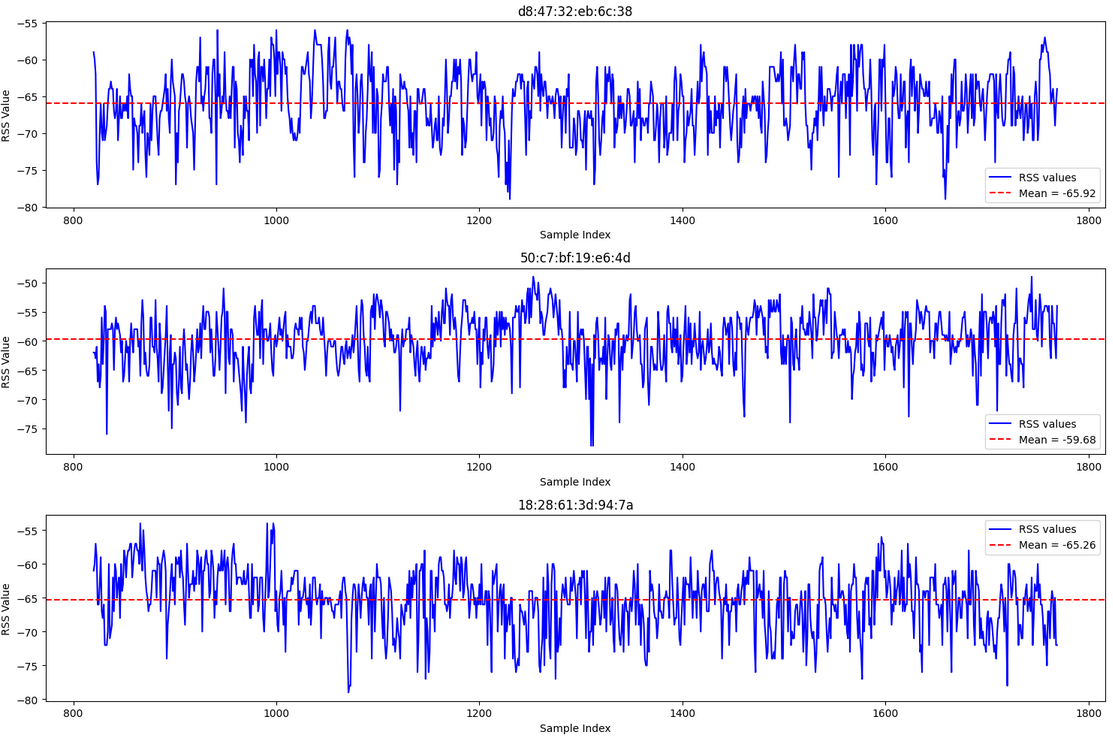 d8:47:32:eb:6c:38
−55
−60
−65
−70
−75
−80
RSS Value
800 1000 1200 1400 1600 1800
Sample Index
RSS values
Mean = -65.92
50:c7:bf:19:e6:4d
−50
−55
−60
−65
−70
−75
RSS Value
800 1000 1200 1400 1600 1800
Sample Index
RSS values
Mean = -59.68
18:28:61:3d:94:7a
−55
−60
−65
−70
−75
−80
RSS Value
800 1000 1200 1400 1600 1800
Sample Index
RSS values
Mean = -65.26